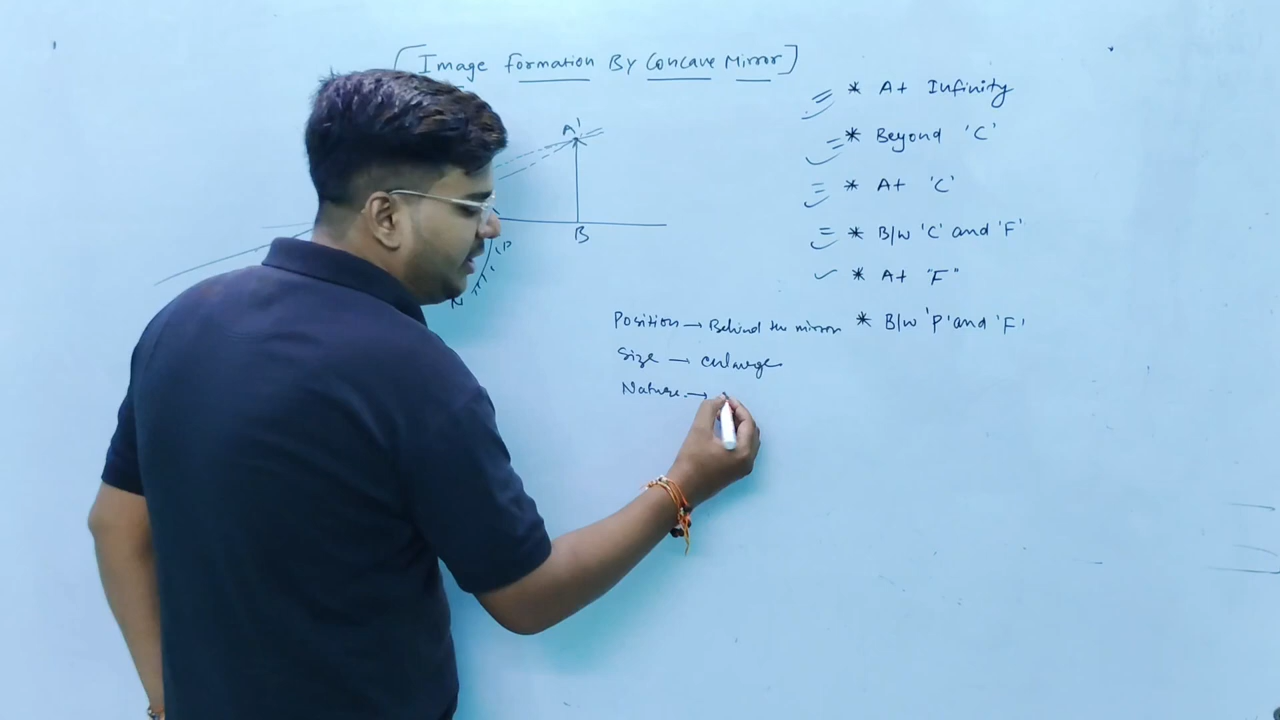 [Image formation By Concave Mirror]
A'
B
P
N
Position → Behind the mirror
Size → enlarge
Nature →
* At Infinity
* Beyond 'C'
* At 'C'
* B/w 'C' and 'F'
* At "F"
* B/w 'P' and 'F'